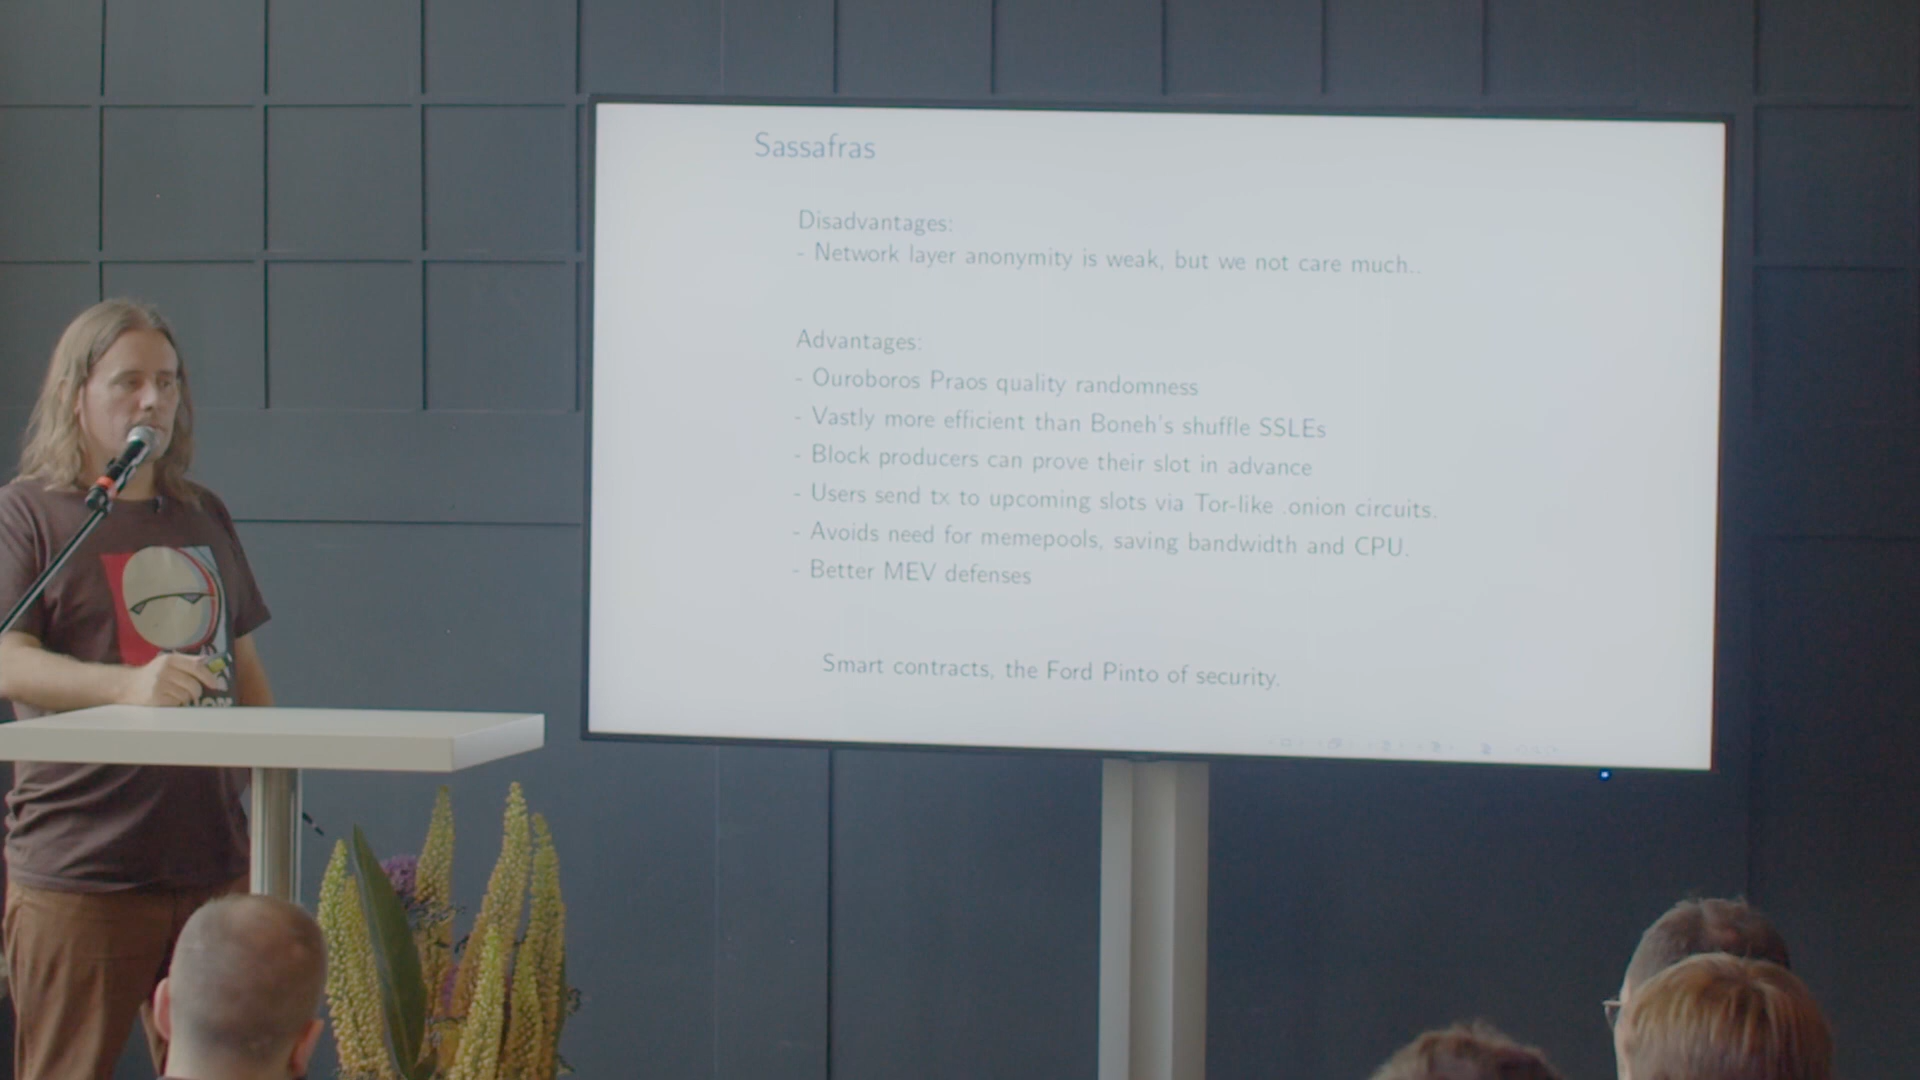 Sassafras
Disadvantages:
- Network layer anonymity is weak, but we not care much..
Advantages:
- Ouroboros Praos quality randomness
- Vastly more efficient than Boneh's shuffle SSLEs
- Block producers can prove their slot in advance
- Users send tx to upcoming slots via Tor-like .onion circuits.
- Avoids need for memepools, saving bandwidth and CPU.
- Better MEV defenses
Smart contracts, the Ford Pinto of security.